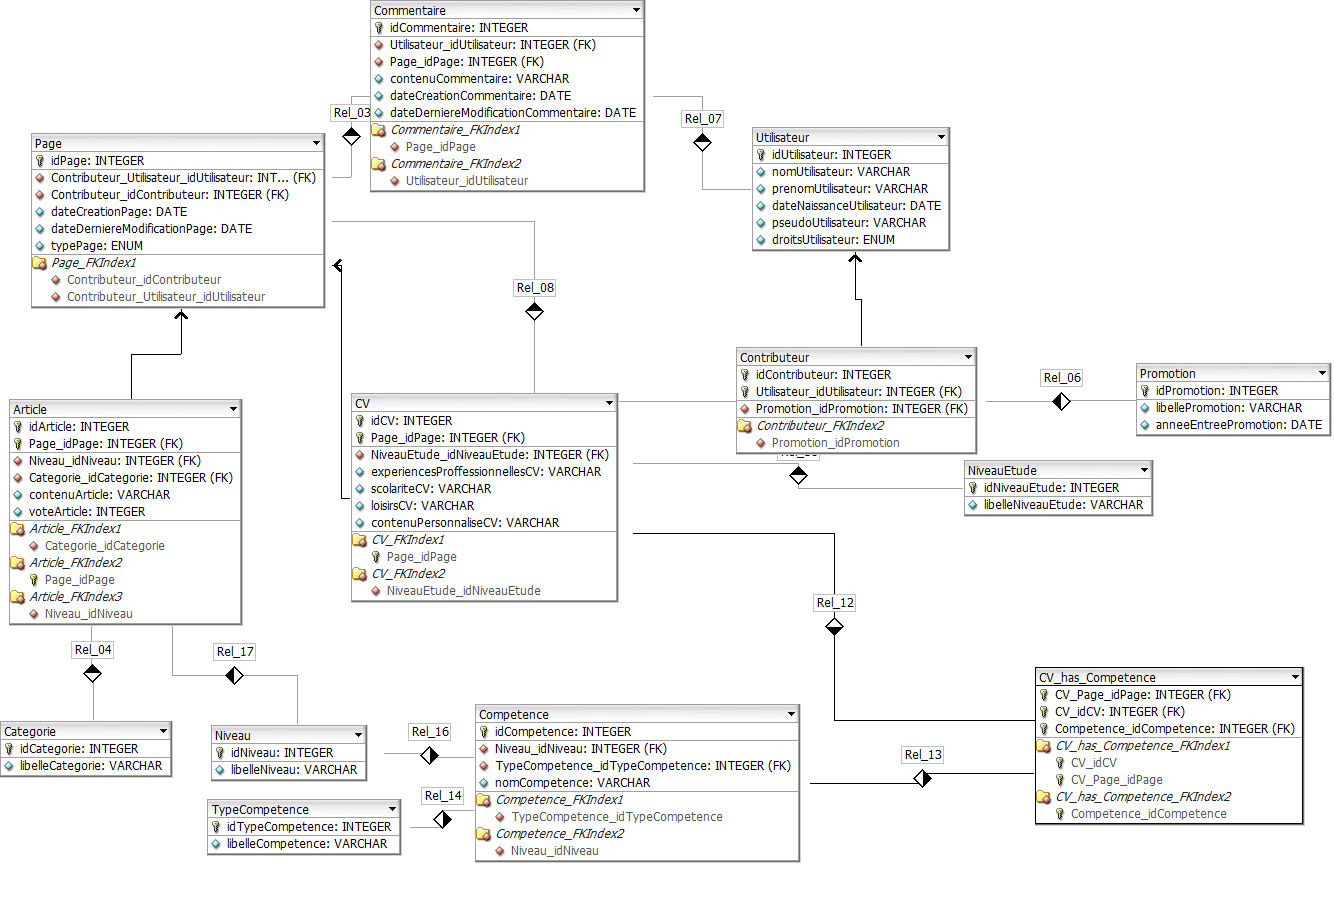 Commentaire
idCommentaire: INTEGER
Utilisateur_idUtilisateur: INTEGER (FK)
Page_idPage: INTEGER (FK)
contenuCommentaire: VARCHAR
dateCreationCommentaire: DATE
dateDerniereModificationCommentaire: DATE
Commentaire_FKIndex1
Page_idPage
Commentaire_FKIndex2
Utilisateur_idUtilisateur
Rel_03
Rel_07
Page
idPage: INTEGER
Contributeur_Utilisateur_idUtilisateur: INT... (FK)
Contributeur_idContributeur: INTEGER (FK)
dateCreationPage: DATE
dateDerniereModificationPage: DATE
typePage: ENUM
Page_FKIndex1
Contributeur_idContributeur
Contributeur_Utilisateur_idUtilisateur
Utilisateur
idUtilisateur: INTEGER
nomUtilisateur: VARCHAR
prenomUtilisateur: VARCHAR
dateNaissanceUtilisateur: DATE
pseudoUtilisateur: VARCHAR
droitsUtilisateur: ENUM
Rel_08
Contributeur
idContributeur: INTEGER
Utilisateur_idUtilisateur: INTEGER (FK)
Promotion_idPromotion: INTEGER (FK)
Contributeur_FKIndex2
Promotion_idPromotion
Rel_06
Promotion
idPromotion: INTEGER
libellePromotion: VARCHAR
anneeEntreePromotion: DATE
Article
idArticle: INTEGER
Page_idPage: INTEGER (FK)
Niveau_idNiveau: INTEGER (FK)
Categorie_idCategorie: INTEGER (FK)
contenuArticle: VARCHAR
voteArticle: INTEGER
Article_FKIndex1
Categorie_idCategorie
Article_FKIndex2
Page_idPage
Article_FKIndex3
Niveau_idNiveau
CV
idCV: INTEGER
Page_idPage: INTEGER (FK)
NiveauEtude_idNiveauEtude: INTEGER (FK)
experiencesProffessionnellesCV: VARCHAR
scolariteCV: VARCHAR
loisirsCV: VARCHAR
contenuPersonnaliseCV: VARCHAR
CV_FKIndex1
Page_idPage
CV_FKIndex2
NiveauEtude_idNiveauEtude
NiveauEtude
idNiveauEtude: INTEGER
libelleNiveauEtude: VARCHAR
Rel_12
Rel_04
Rel_17
Categorie
idCategorie: INTEGER
libelleCategorie: VARCHAR
Niveau
idNiveau: INTEGER
libelleNiveau: VARCHAR
Rel_16
Rel_14
TypeCompetence
idTypeCompetence: INTEGER
libelleCompetence: VARCHAR
Competence
idCompetence: INTEGER
Niveau_idNiveau: INTEGER (FK)
TypeCompetence_idTypeCompetence: INTEGER (FK)
nomCompetence: VARCHAR
Competence_FKIndex1
TypeCompetence_idTypeCompetence
Competence_FKIndex2
Niveau_idNiveau
Rel_13
CV_has_Competence
CV_Page_idPage: INTEGER (FK)
CV_idCV: INTEGER (FK)
Competence_idCompetence: INTEGER (FK)
CV_has_Competence_FKIndex1
CV_idCV
CV_Page_idPage
CV_has_Competence_FKIndex2
Competence_idCompetence